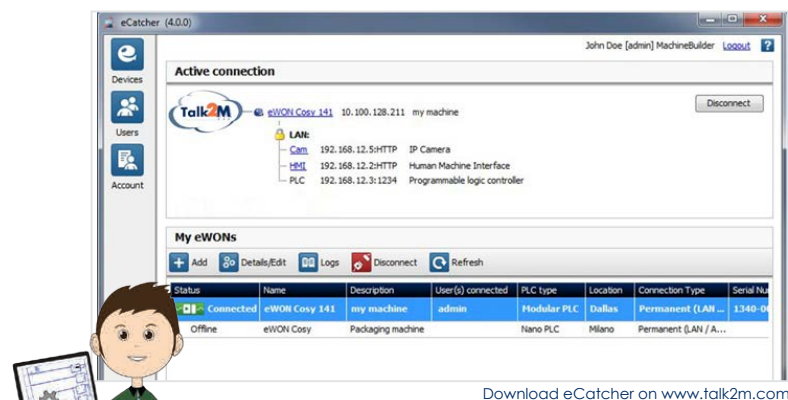 eCatcher (4.0.0)
John Doe [admin] MachineBuilder Logout ?
Devices
Users
Account
Active connection
Talk2M
eWON Cosy 141 10.100.128.211 my machine
Disconnect
LAN:
Cam 192.168.12.5:HTTP IP Camera
HMI 192.168.12.2:HTTP Human Machine Interface
PLC 192.168.12.3:1234 Programmable logic controller
My eWONs
Add Details/Edit Logs Disconnect Refresh
Status Name Description User(s) connected PLC type Location Connection Type Serial Nu
Connected eWON Cosy 141 my machine admin Modular PLC Dallas Permanent (LAN ... 1340-00
Offline eWON Cosy Packaging machine Nano PLC Milano Permanent (LAN / A...
Download eCatcher on www.talk2m.com